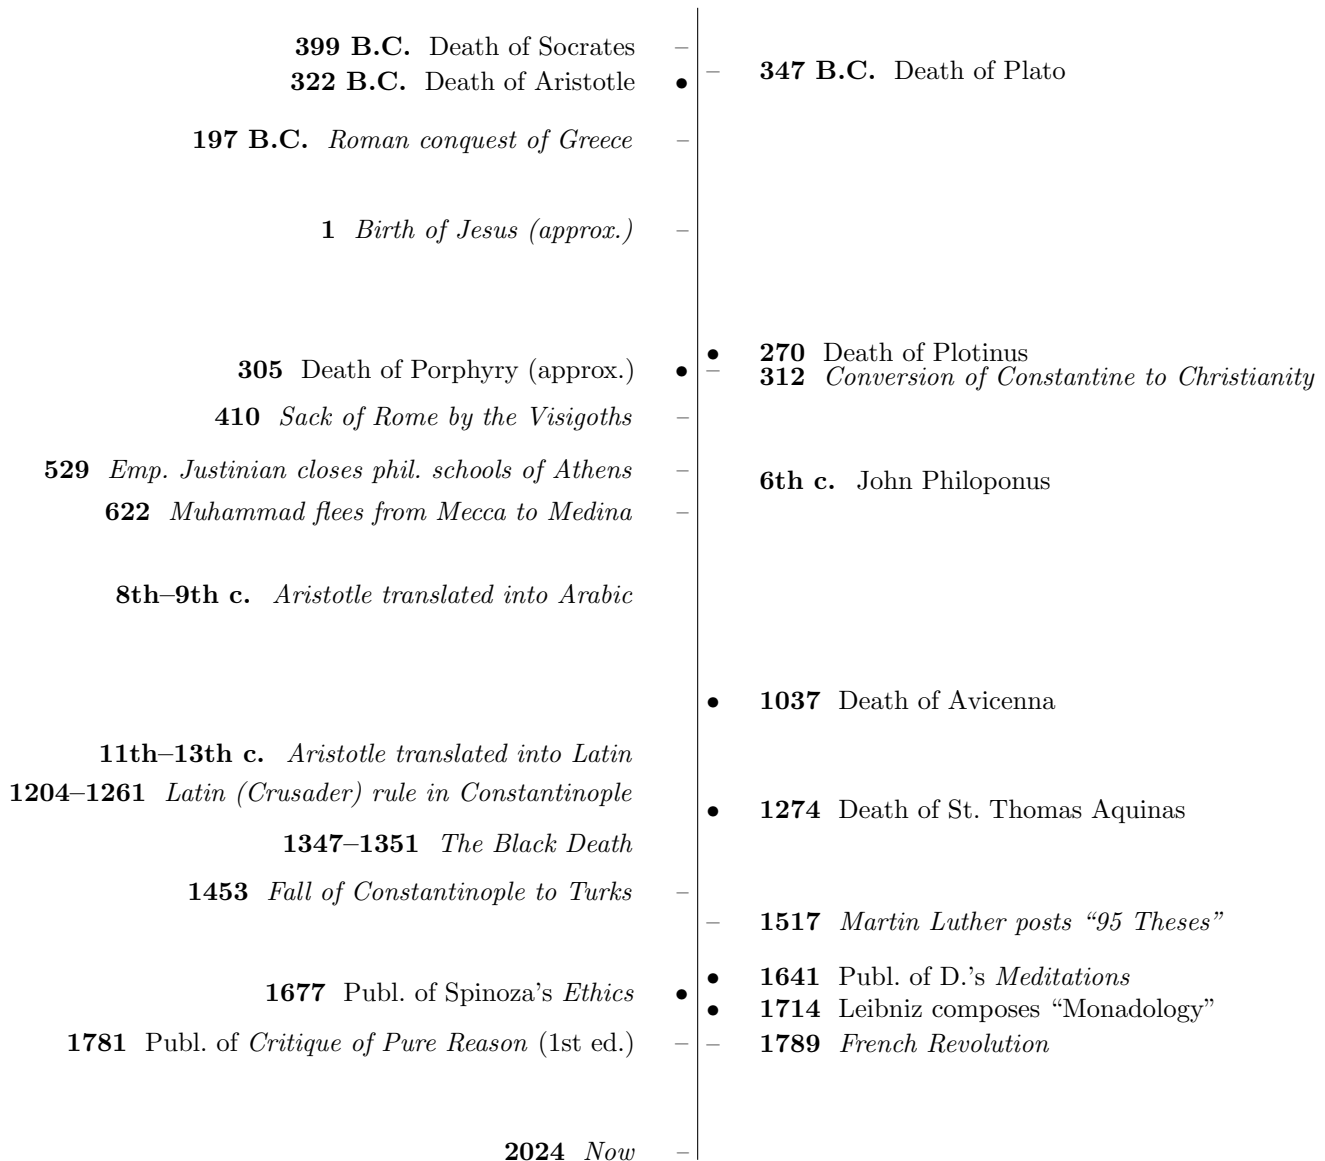 399 B.C. Death of Socrates
347 B.C. Death of Plato
322 B.C. Death of Aristotle
197 B.C. Roman conquest of Greece
1 Birth of Jesus (approx.)
270 Death of Plotinus
305 Death of Porphyry (approx.)
312 Conversion of Constantine to Christianity
410 Sack of Rome by the Visigoths
529 Emp. Justinian closes phil. schools of Athens
6th c. John Philoponus
622 Muhammad flees from Mecca to Medina
8th–9th c. Aristotle translated into Arabic
1037 Death of Avicenna
11th–13th c. Aristotle translated into Latin
1204–1261 Latin (Crusader) rule in Constantinople
1274 Death of St. Thomas Aquinas
1347–1351 The Black Death
1453 Fall of Constantinople to Turks
1517 Martin Luther posts “95 Theses”
1641 Publ. of D.’s Meditations
1677 Publ. of Spinoza’s Ethics
1714 Leibniz composes “Monadology”
1781 Publ. of Critique of Pure Reason (1st ed.)
1789 French Revolution
2024 Now